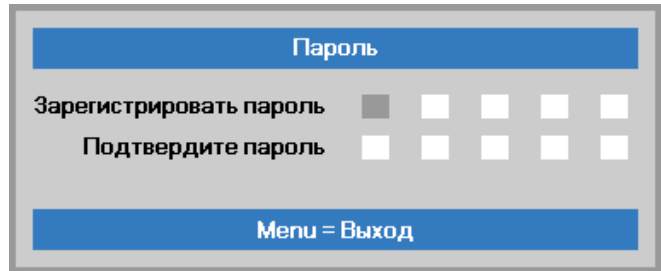 Пароль
Зарегистрировать пароль
Подтвердите пароль
Menu = Выход